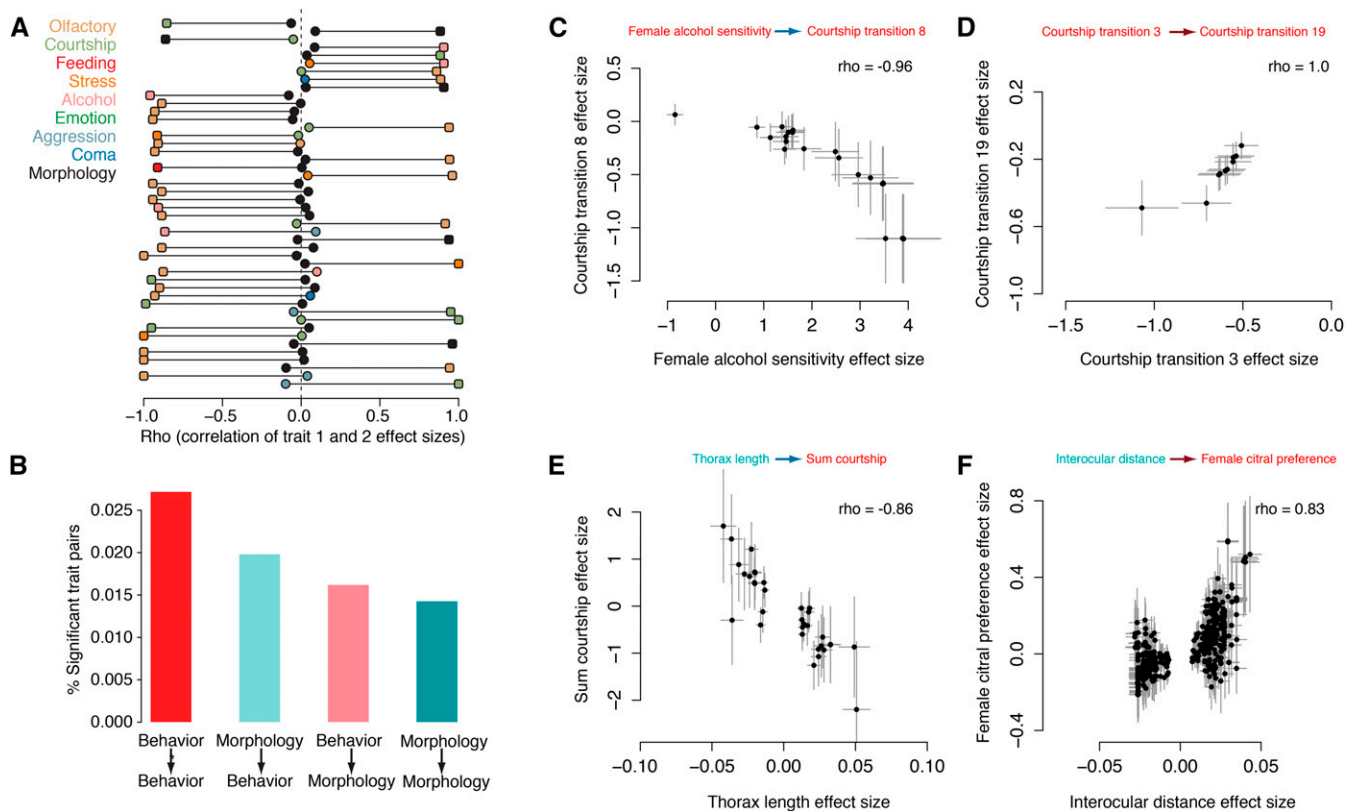 A
Olfactory
Courtship
Feeding
Stress
Alcohol
Emotion
Aggression
Coma
Morphology
−1.0 −0.5 0.0 0.5 1.0
Rho (correlation of trait 1 and 2 effect sizes)
B
% Significant trait pairs
0.025
0.020
0.015
0.010
0.005
0.000
Behavior Morphology Behavior Morphology
Behavior Behavior Morphology Morphology
C
Female alcohol sensitivity Courtship transition 8
rho = -0.96
Courtship transition 8 effect size
0.5
0.0
−0.5
−1.0
−1.5
−1 0 1 2 3 4
Female alcohol sensitivity effect size
D
Courtship transition 3 Courtship transition 19
rho = 1.0
Courtship transition 19 effect size
0.2
−0.2
−0.6
−1.0
−1.5 −1.0 −0.5 0.0
Courtship transition 3 effect size
E
Thorax length Sum courtship
rho = -0.86
Sum courtship effect size
2
1
0
−1
−2
−0.10 −0.05 0.00 0.05 0.10
Thorax length effect size
F
Interocular distance Female citral preference
rho = 0.83
Female citral preference effect size
0.8
0.4
0.0
−0.4
−0.05 0.00 0.05
Interocular distance effect size